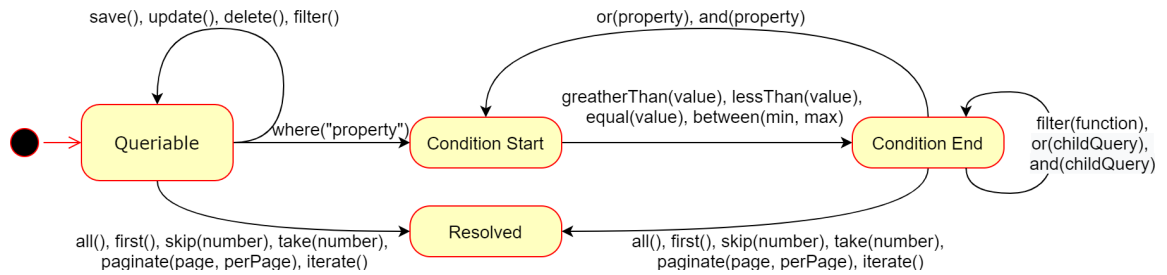 save(), update(), delete(), filter()
or(property), and(property)
greatherThan(value), lessThan(value),
equal(value), between(min, max)
Queriable
where("property")
Condition Start
Condition End
filter(function),
or(childQuery),
and(childQuery)
Resolved
all(), first(), skip(number), take(number),
paginate(page, perPage), iterate()
all(), first(), skip(number), take(number),
paginate(page, perPage), iterate()